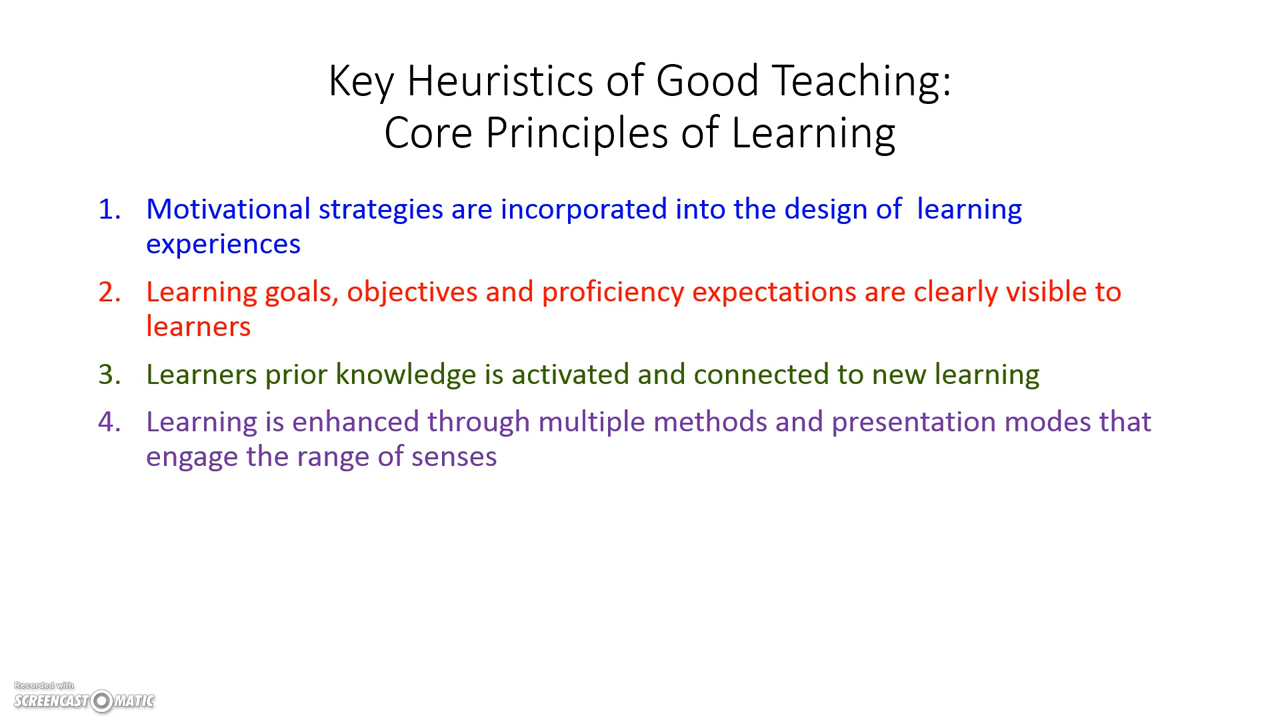 Key Heuristics of Good Teaching:
Core Principles of Learning
1. Motivational strategies are incorporated into the design of  learning
experiences
2. Learning goals, objectives and proficiency expectations are clearly visible to
learners
3. Learners prior knowledge is activated and connected to new learning
4. Learning is enhanced through multiple methods and presentation modes that
engage the range of senses
Recorded with
SCREENCAST MATIC